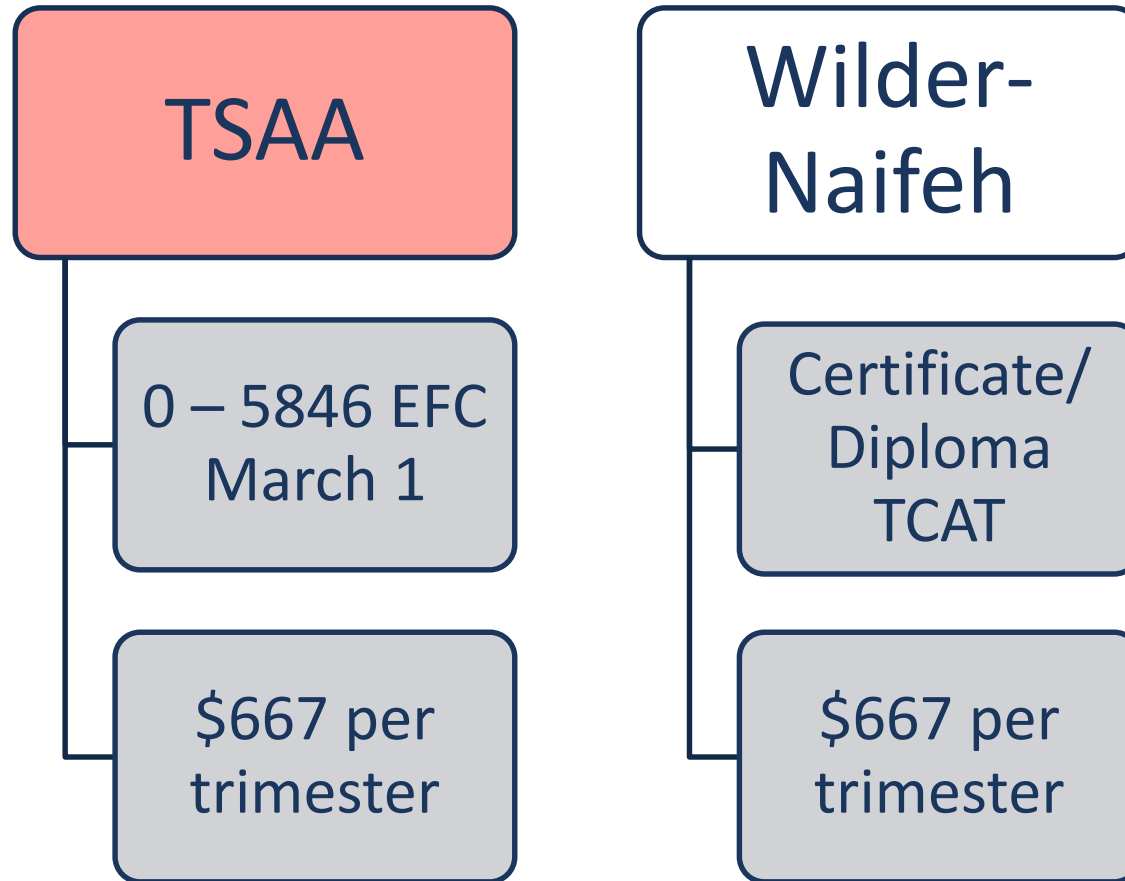 TSAA
0 – 5846 EFC
March 1
$667 per
trimester
Wilder-
Naifeh
Certificate/
Diploma
TCAT
$667 per
trimester